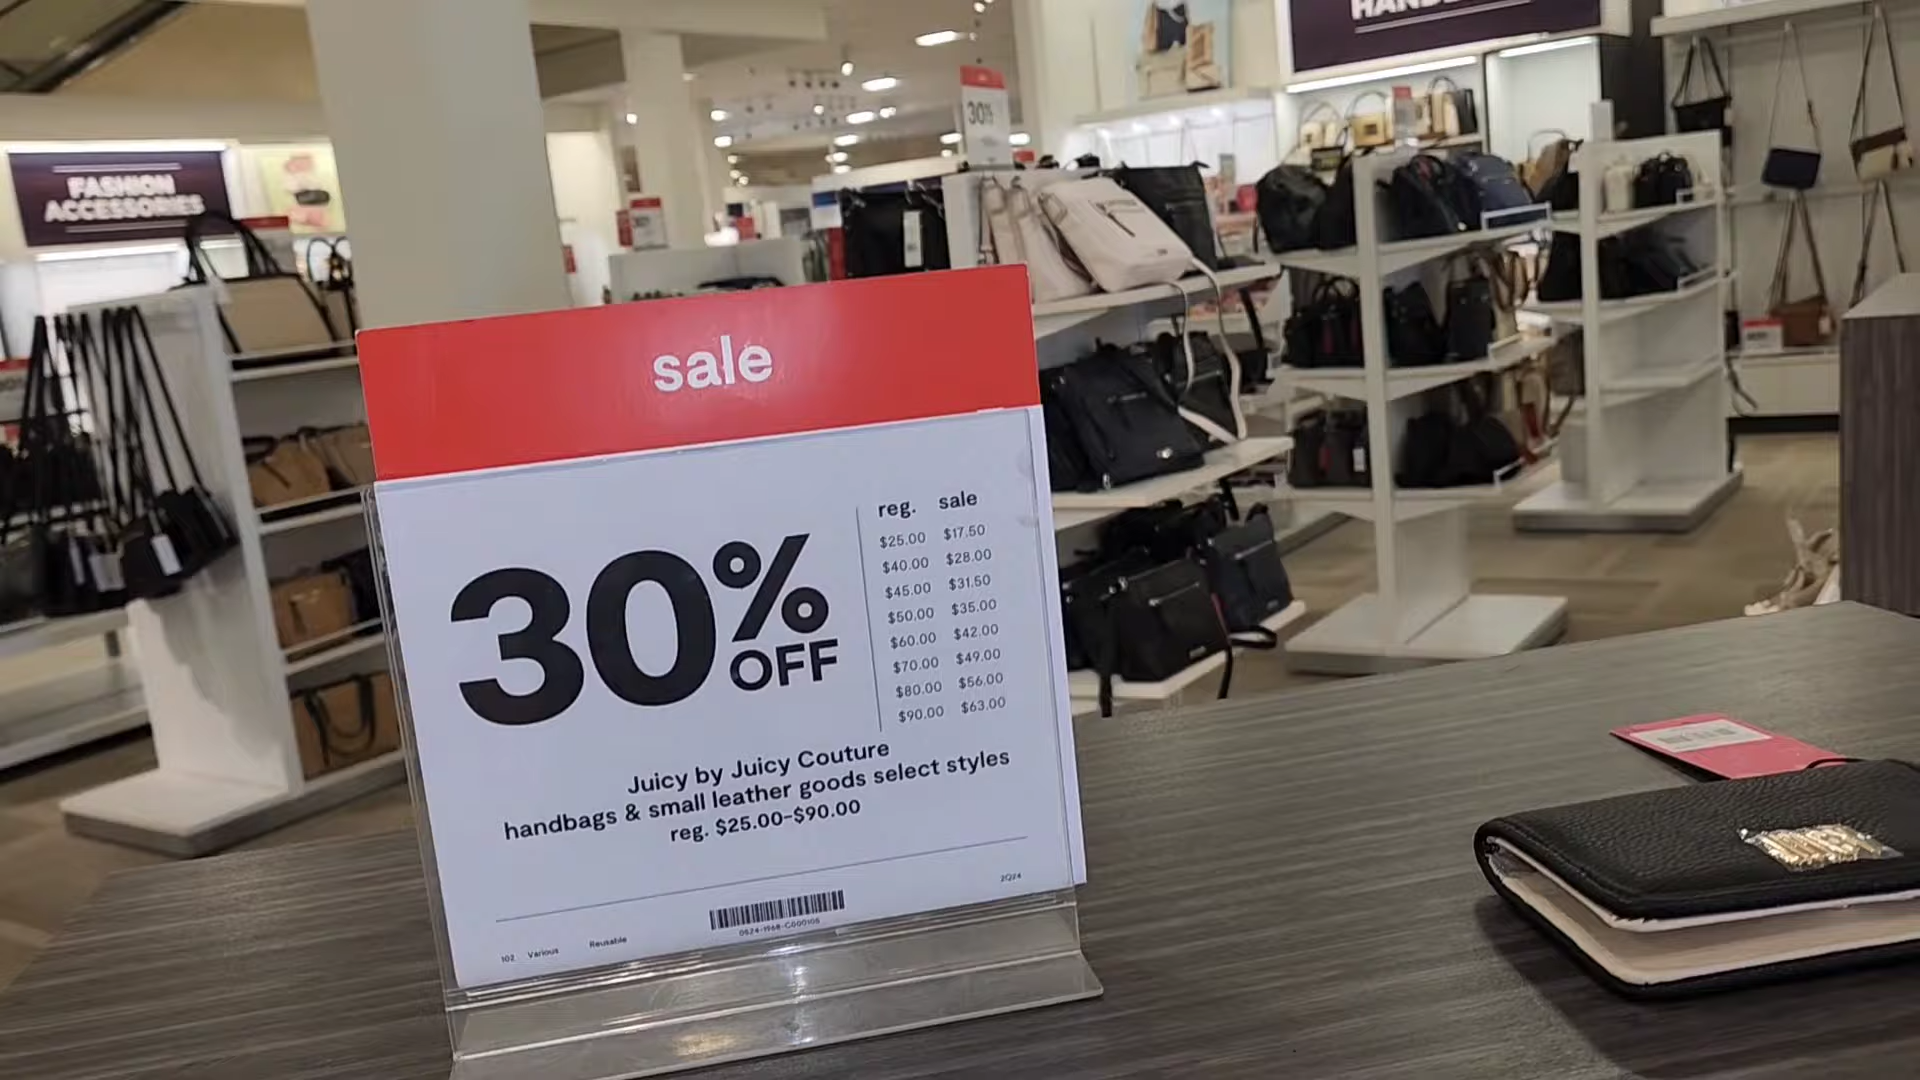 FASHION
ACCESSORIES
30%
sale
30% OFF
reg. sale
$25.00 $17.50
$40.00 $28.00
$45.00 $31.50
$50.00 $35.00
$60.00 $42.00
$70.00 $49.00
$80.00 $56.00
$90.00 $63.00
Juicy by Juicy Couture
handbags & small leather goods select styles
reg. $25.00-$90.00
2Q24
102 Various Reusable